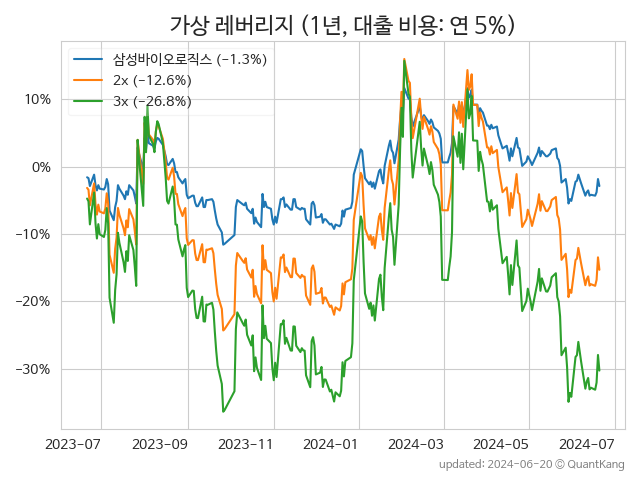 가상 레버리지 (1년, 대출 비용: 연 5%)
삼성바이오로직스 (−1.3%)
2x (−12.6%)
3x (−26.8%)
10%
0%
−10%
−20%
−30%
2023-07 2023-09 2023-11 2024-01 2024-03 2024-05 2024-07
updated: 2024-06-20 © QuantKang